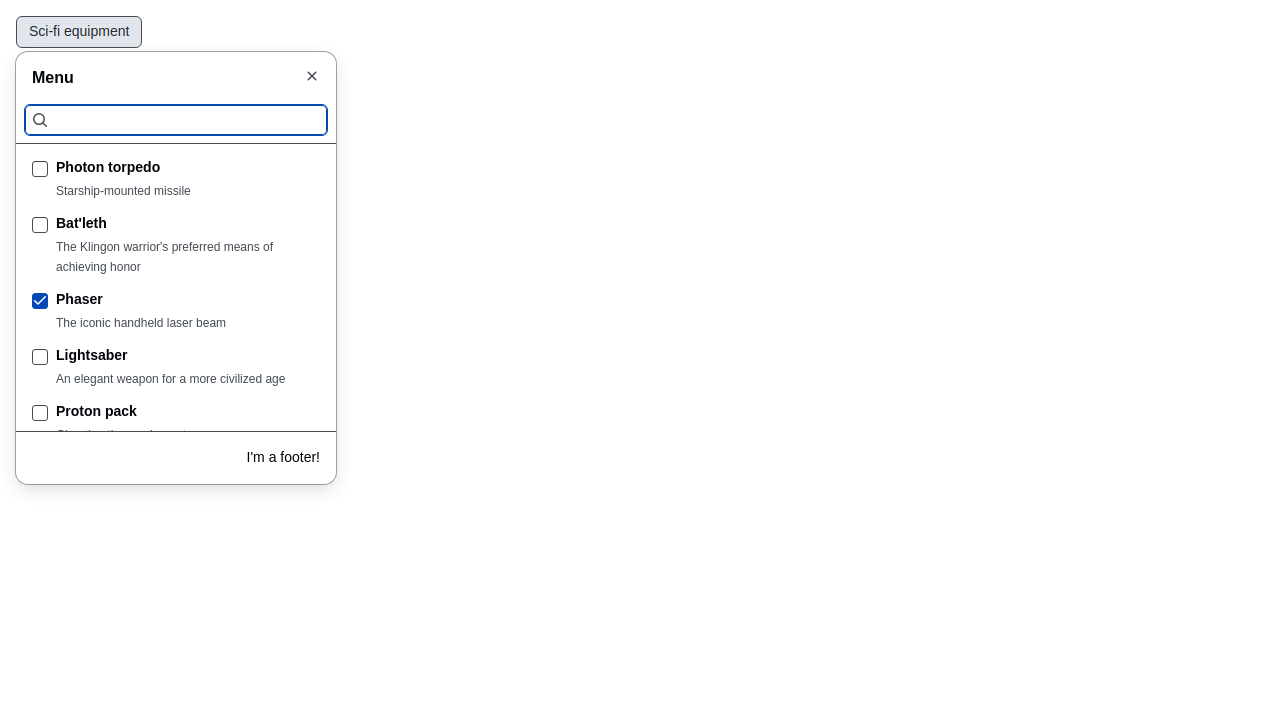 Sci-fi equipment
Menu
Photon torpedo
Starship-mounted missile
Bat'leth
The Klingon warrior's preferred means of
achieving honor
Phaser
The iconic handheld laser beam
Lightsaber
An elegant weapon for a more civilized age
Proton pack
I'm a footer!